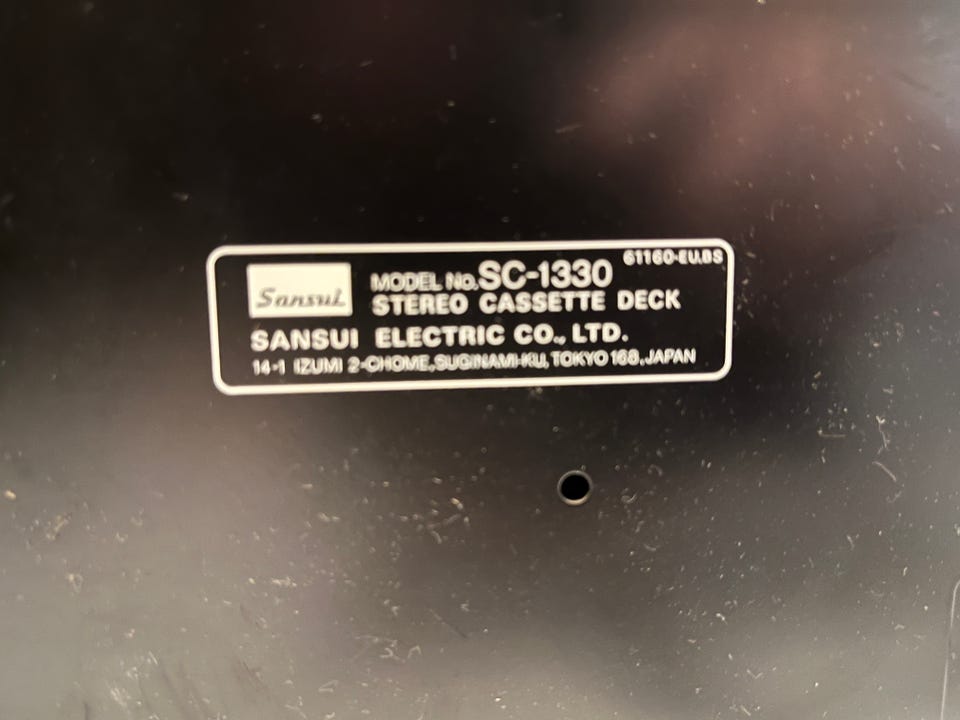 61160-EU.BS
Sansui MODEL No. SC-1330
STEREO CASSETTE DECK
SANSUI ELECTRIC CO., LTD.
14-1 IZUMI 2-CHOME, SUGINAMI-KU, TOKYO 168, JAPAN